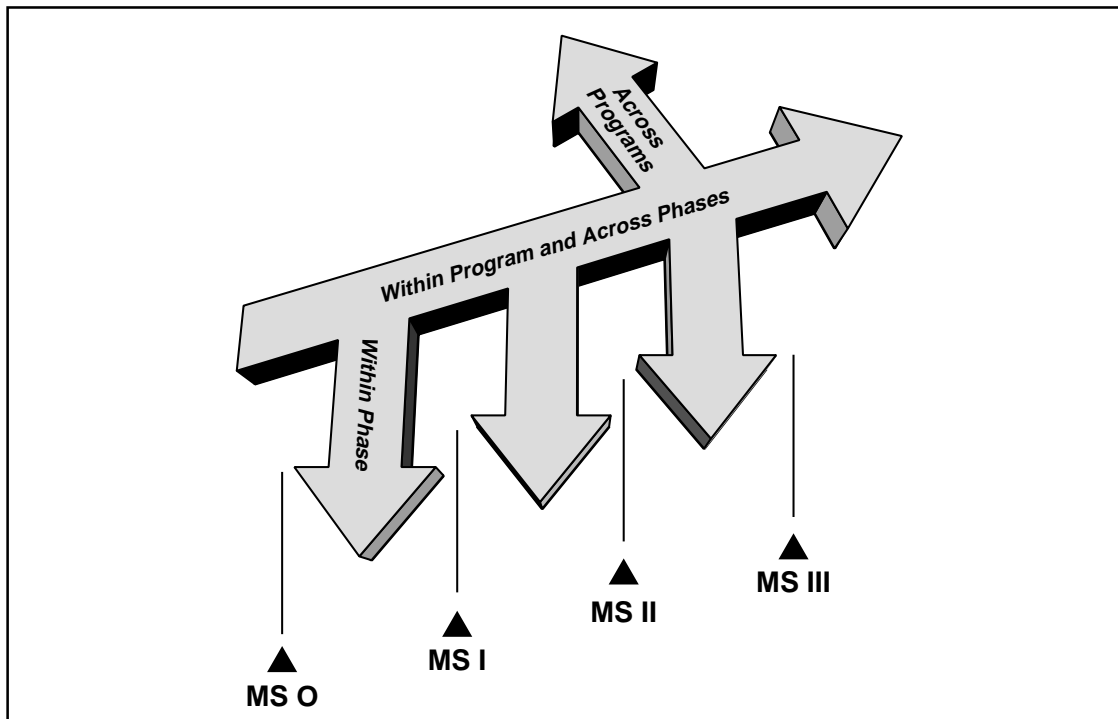 Across
Programs
Within Program and Across Phases
Within Phase
MS III
MS II
MS I
MS O